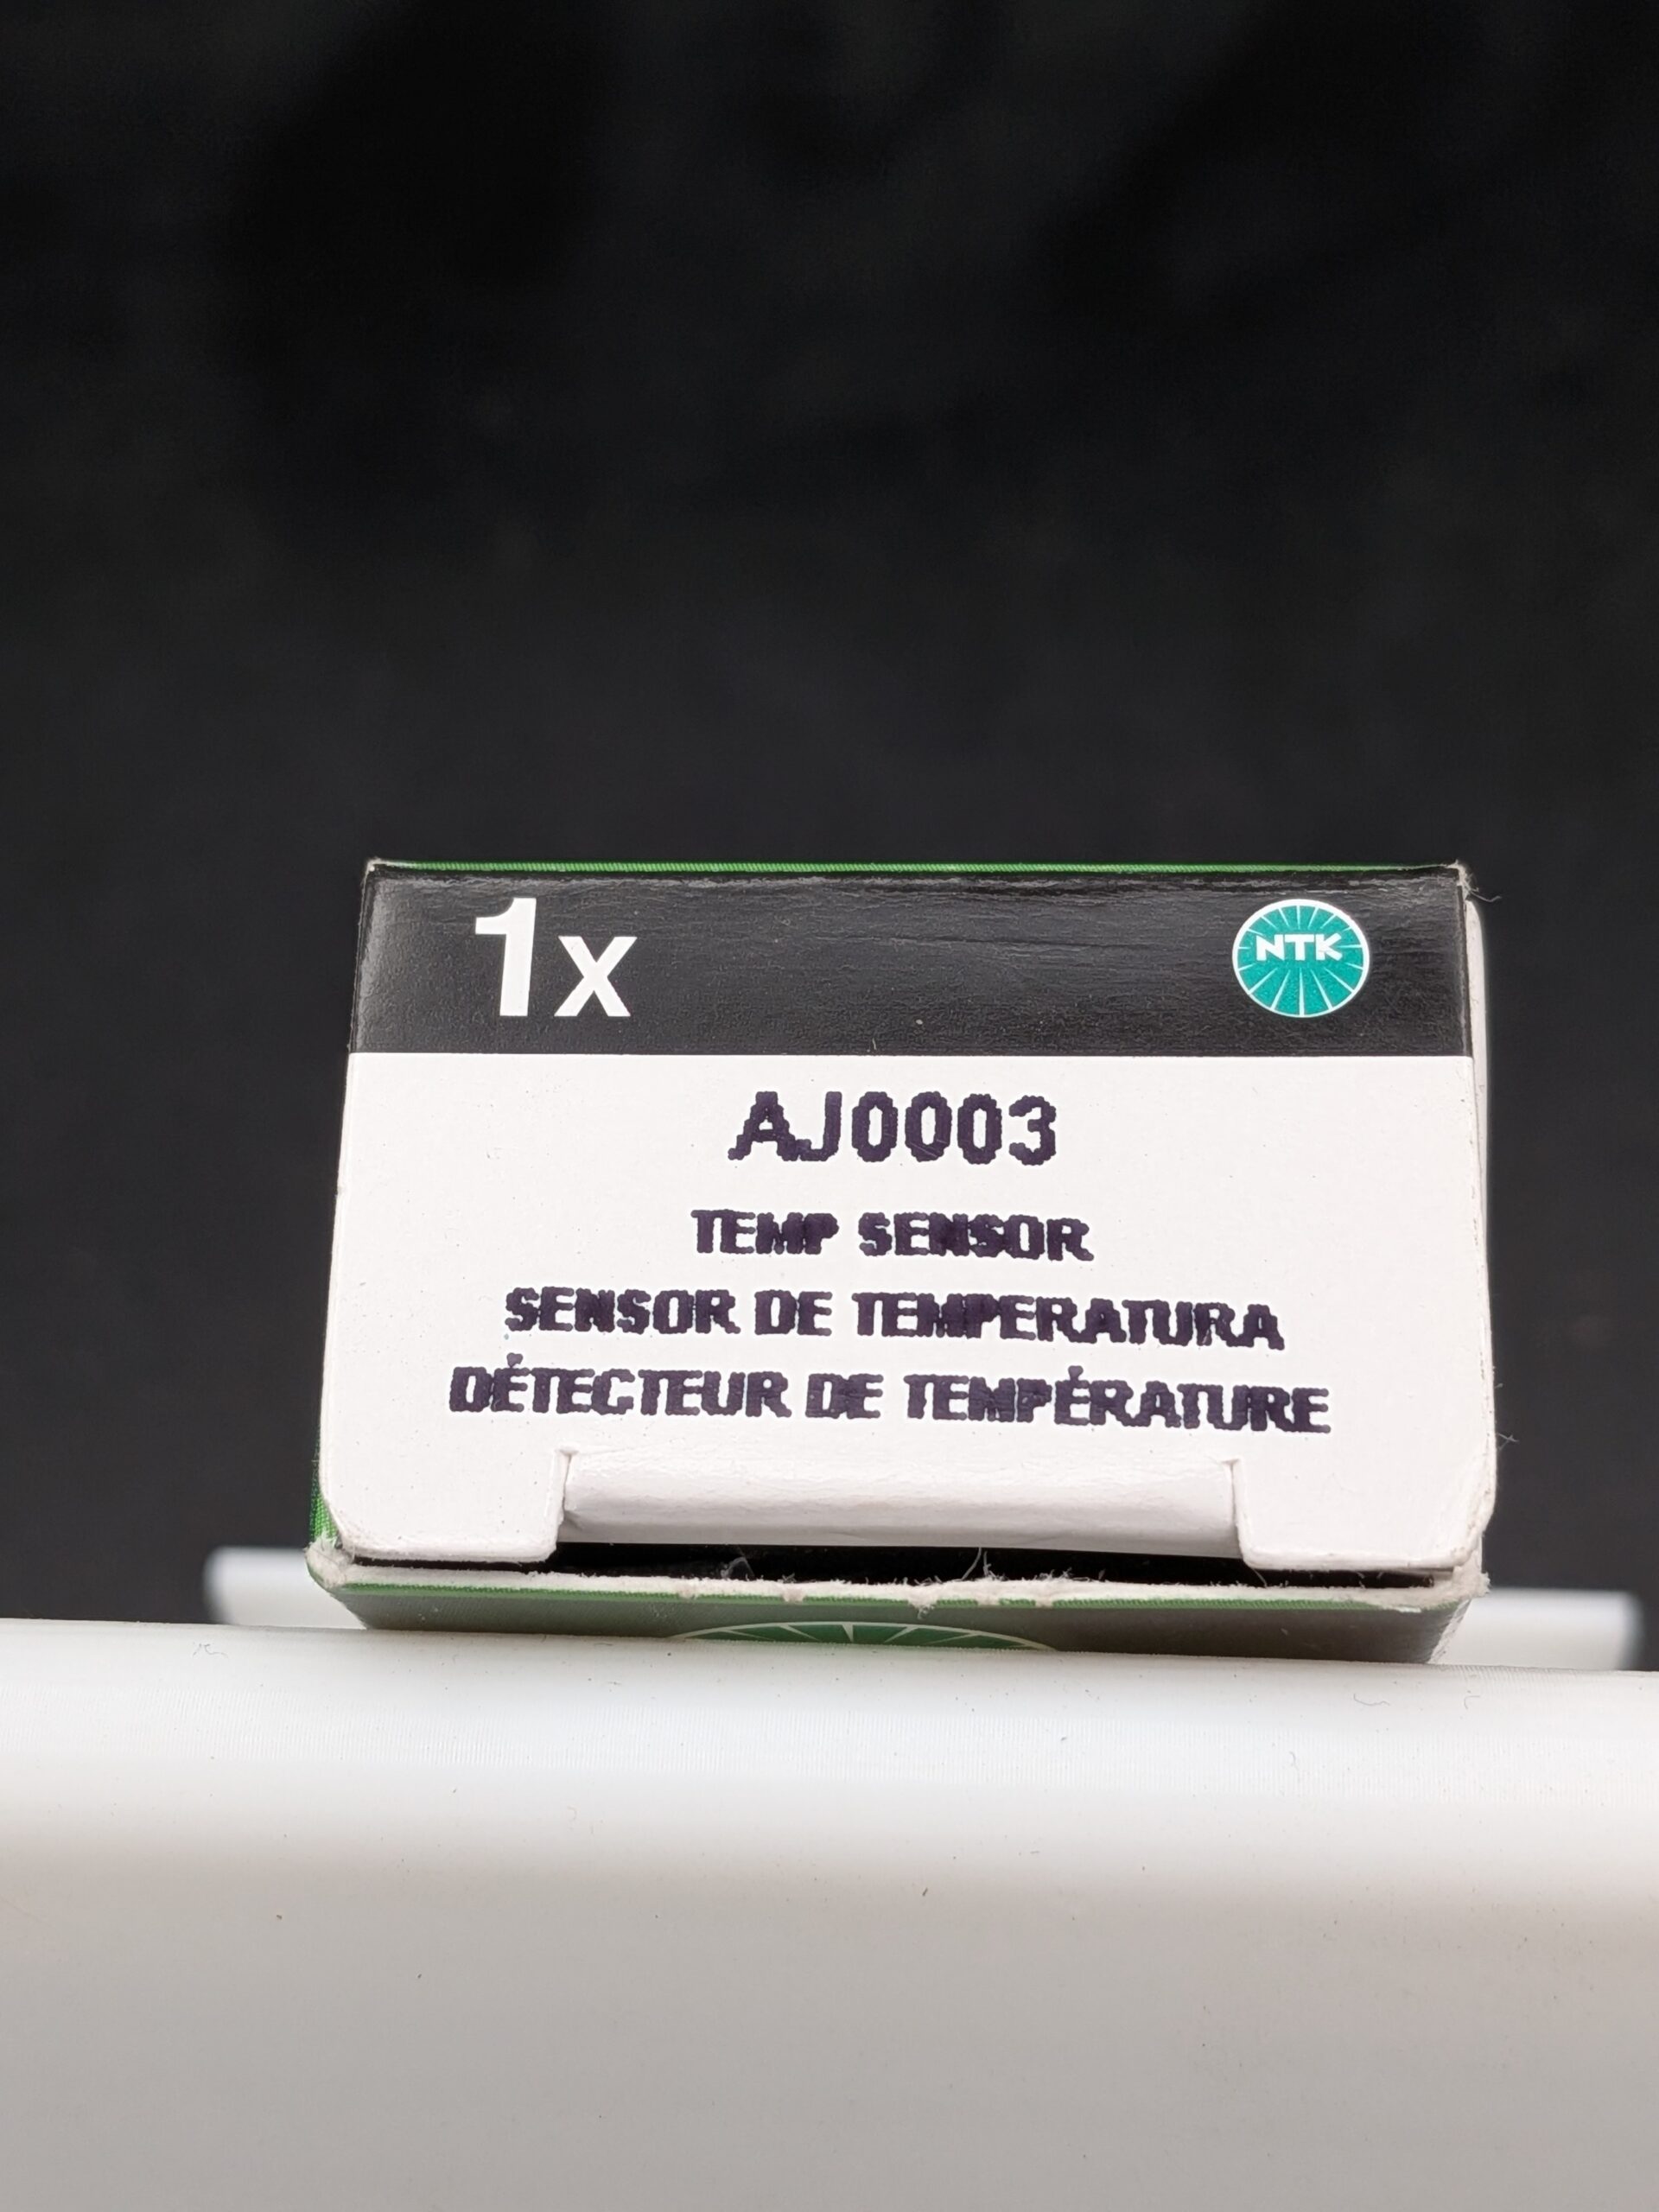 1x
NTK
AJ0003
TEMP SENSOR
SENSOR DE TEMPERATURA
DÉTECTEUR DE TEMPÉRATURE